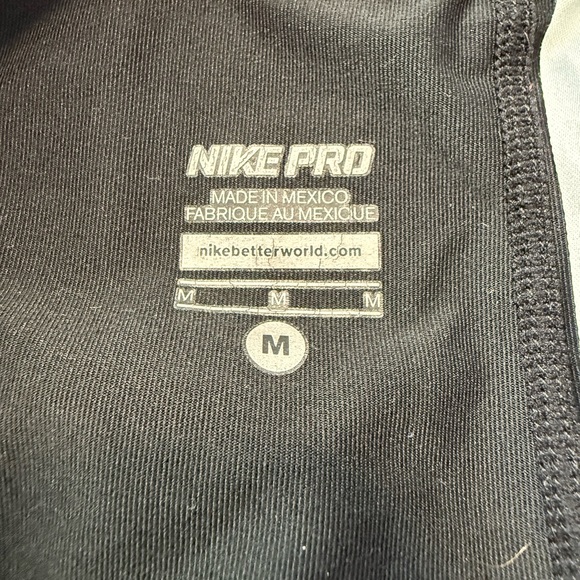 NIKE PRO
MADE IN MEXICO
FABRIQUE AU MEXIQUE
nikebetterworld.com
M M M
M